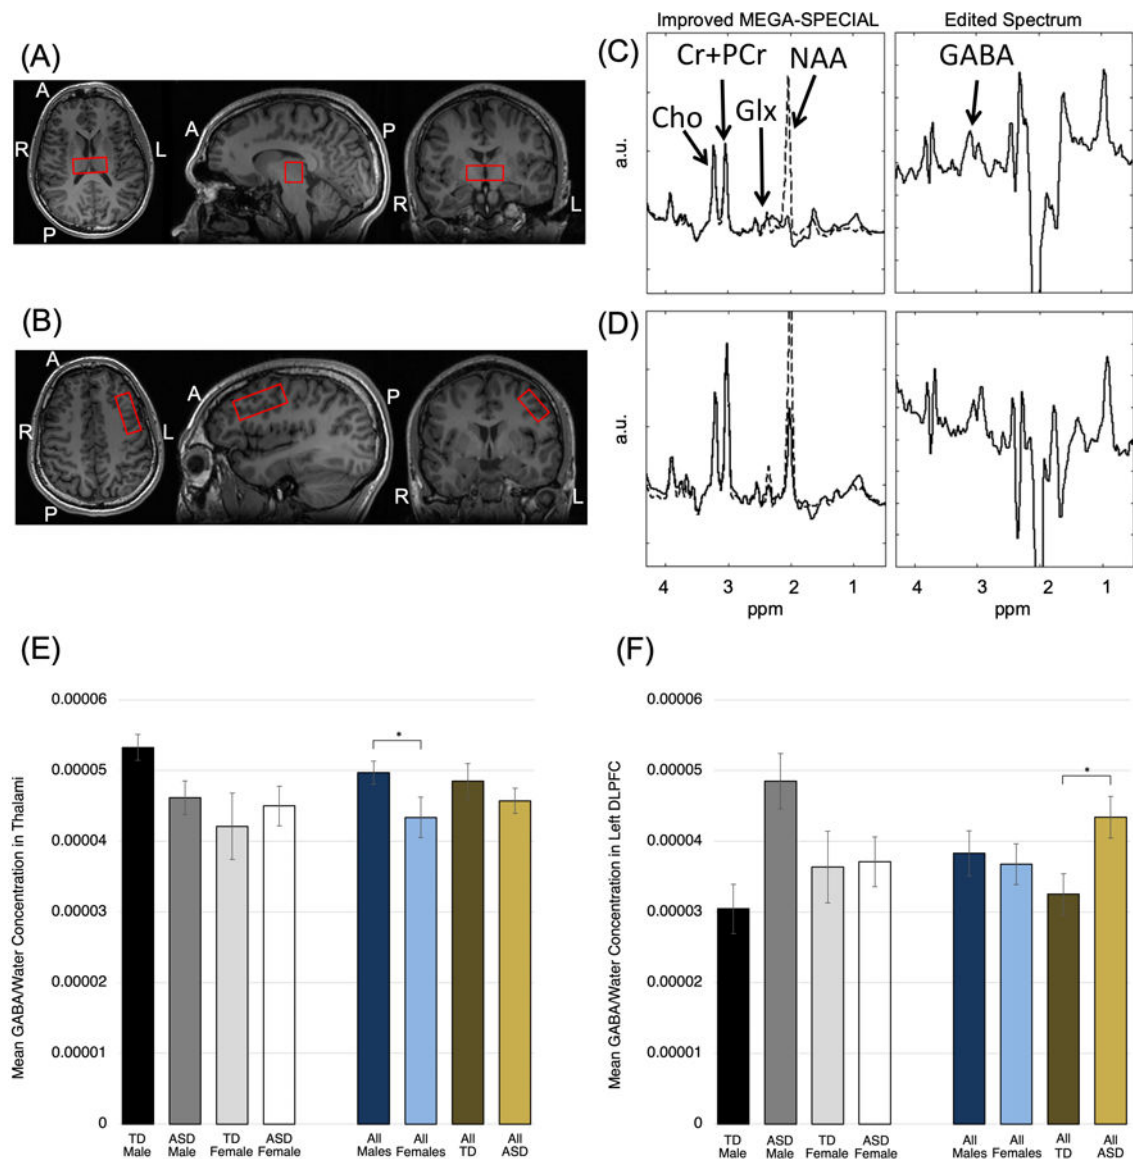 (A)
A
R
L
P
A
P
R
L
(B)
A
R
L
P
A
P
R
L
Improved MEGA-SPECIAL
Edited Spectrum
(C)
a.u.
Cr+PCr
NAA
Cho
Glx
GABA
(D)
a.u.
4 3 2 1
ppm
4 3 2 1
ppm
(E)
Mean GABA/Water Concentration in Thalami
0.00006
0.00005
0.00004
0.00003
0.00002
0.00001
0
*
TD Male
ASD Male
TD Female
ASD Female
All Males
All Females
All TD
All ASD
(F)
Mean GABA/Water Concentration in Left DLPFC
0.00006
0.00005
0.00004
0.00003
0.00002
0.00001
0
*
TD Male
ASD Male
TD Female
ASD Female
All Males
All Females
All TD
All ASD